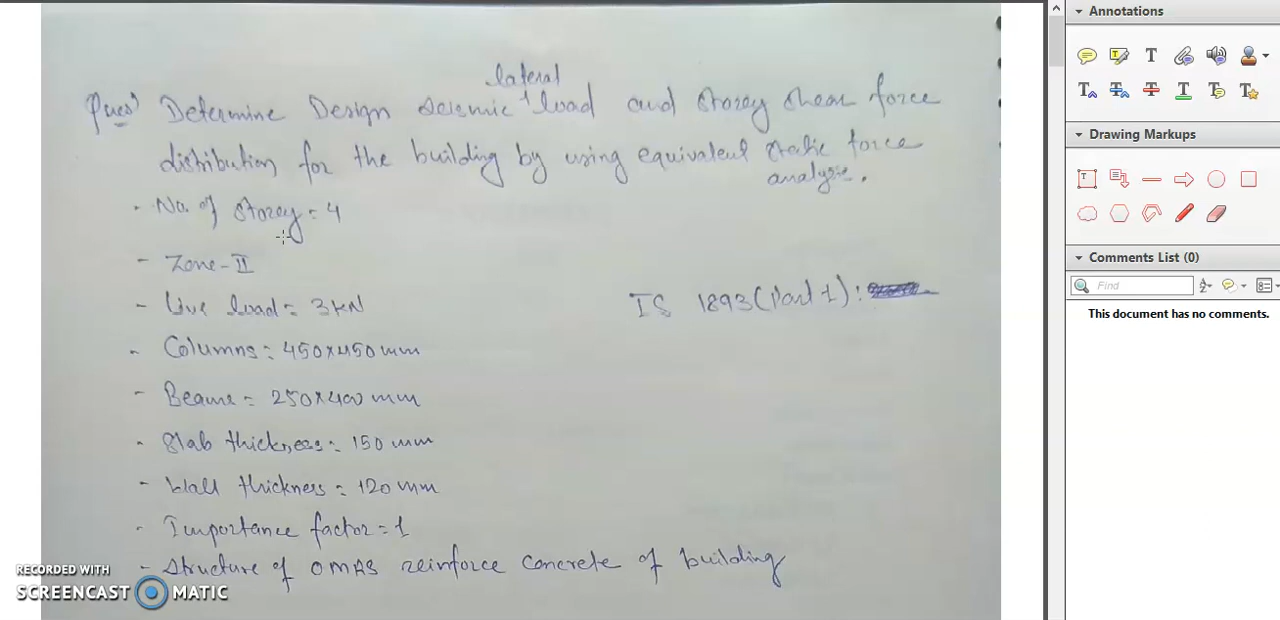 lateral
Ques) Determine Design seismic load and storey shear force
distribution for the building by using equivalent static force
analysis.
- No. of storey = 4
- Zone - II
- Live load = 3 kN
IS 1893 (Part 1) :
- Columns = 450x450 mm
- Beams = 250x400 mm
- Slab thickness = 150 mm
- Wall thickness = 120 mm
- Importance factor = 1
- Structure of OMAS reinforce concrete of building
RECORDED WITH
SCREENCAST MATIC
Annotations
Drawing Markups
Comments List (0)
Find
This document has no comments.